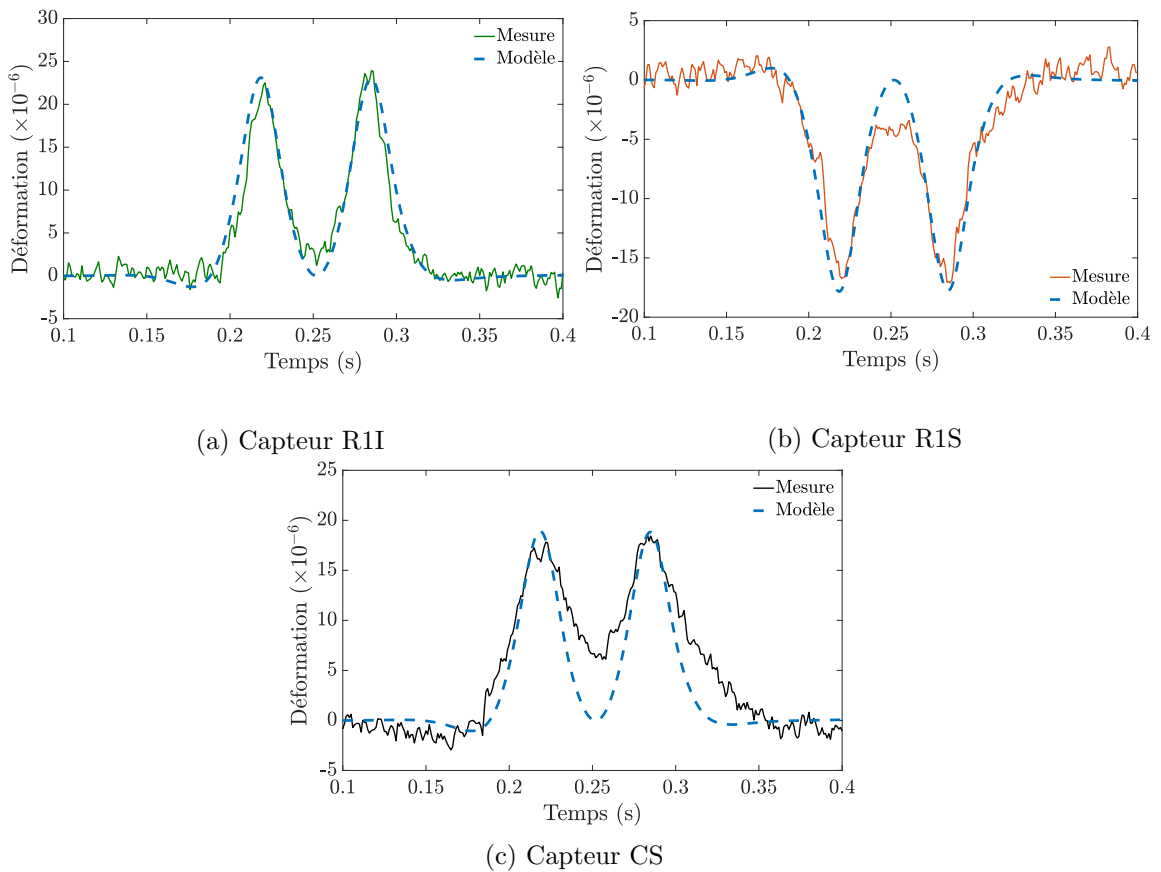 30
25
20
15
10
5
0
-5
0.1 0.15 0.2 0.25 0.3 0.35 0.4
Déformation (×10⁻⁶)
Temps (s)
Mesure
Modèle
(a) Capteur R1I
5
0
-5
-10
-15
-20
0.1 0.15 0.2 0.25 0.3 0.35 0.4
Déformation (×10⁻⁶)
Temps (s)
Mesure
Modèle
(b) Capteur R1S
25
20
15
10
5
0
-5
0.1 0.15 0.2 0.25 0.3 0.35 0.4
Déformation (×10⁻⁶)
Temps (s)
Mesure
Modèle
(c) Capteur CS